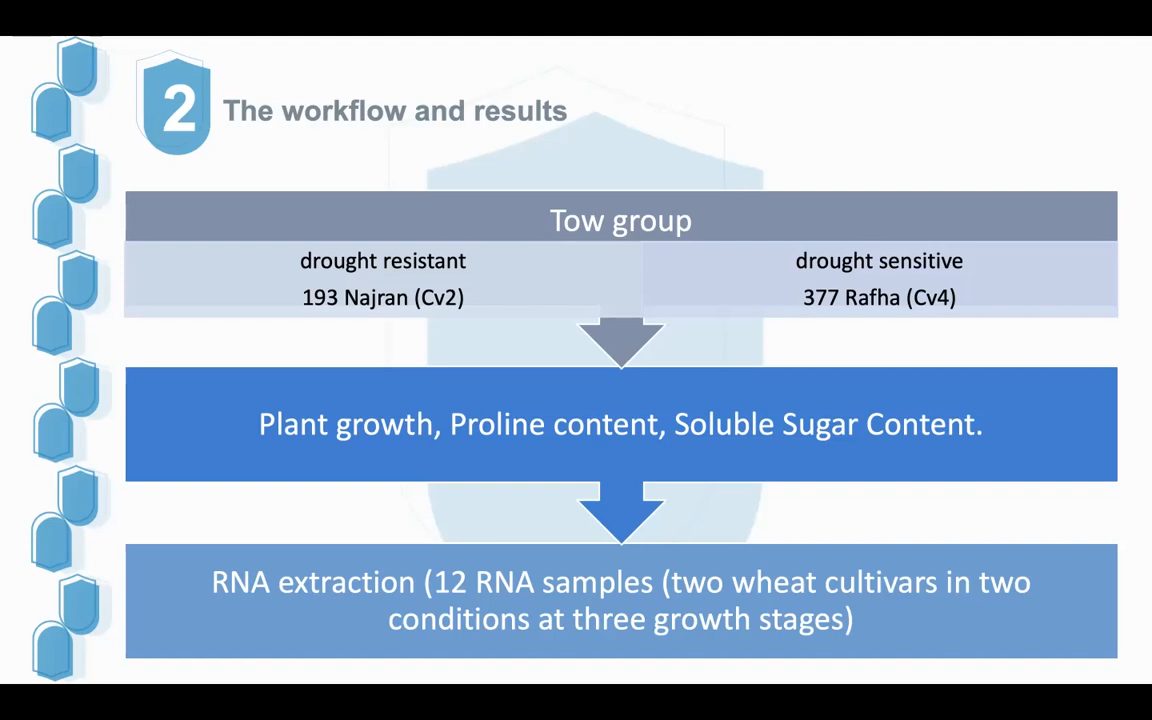 2
The workflow and results
Tow group
drought resistant
193 Najran (Cv2)
drought sensitive
377 Rafha (Cv4)
Plant growth, Proline content, Soluble Sugar Content.
RNA extraction (12 RNA samples (two wheat cultivars in two
conditions at three growth stages)